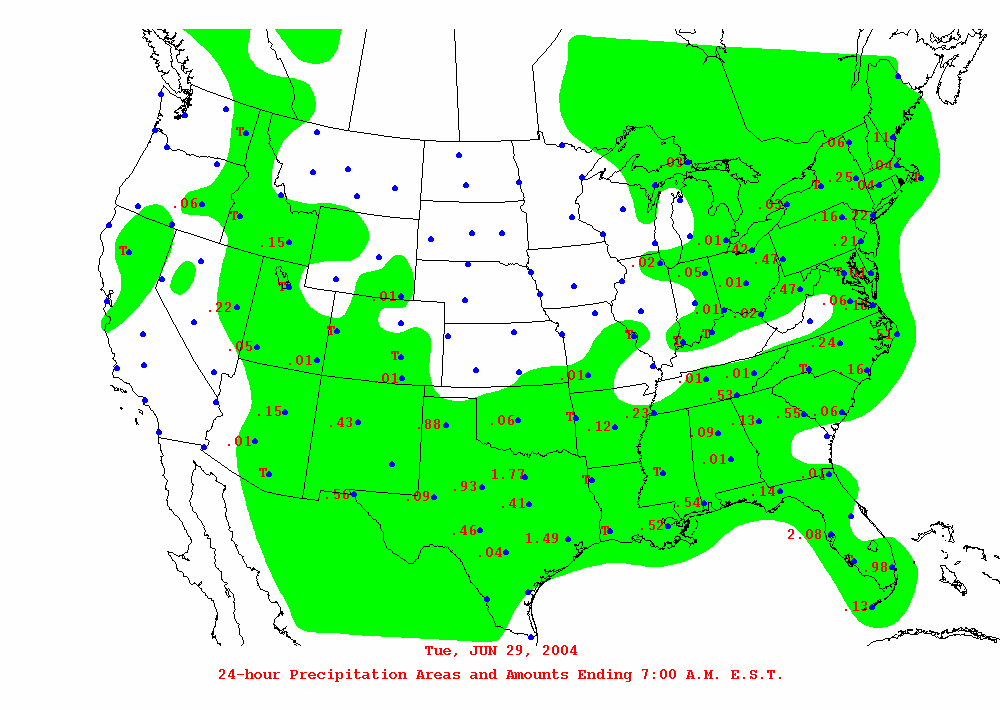 .01 .06 .11
T .25 .04 .04 T
.06 T .03 .16 .22
T .15 .01 .42 .21
.02 .05 .47 T .01
T .01 .01 .47 .06
.22 .01 .02
T T T T .24
.05 .01 T
.01 .01 .01 .01 T .16
.15 .43 .88 .06 T .12 .23 .53 .13 .55 .06
.01 .09
T .93 1.77 T T .01 .01
.56 .09 .41 .54 .14
.46 1.49 T .52 2.08
.04 .98
.13
Tue, JUN 29, 2004
24-hour Precipitation Areas and Amounts Ending 7:00 A.M. E.S.T.